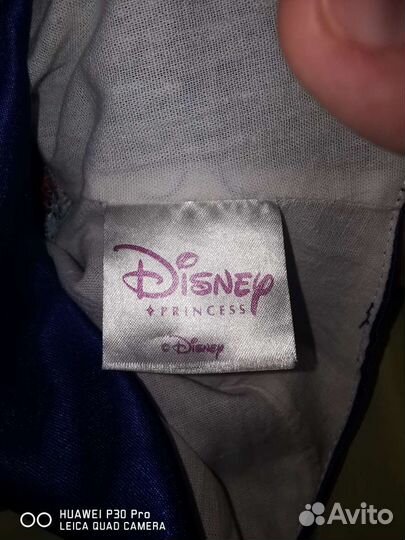 Disney
PRINCESS
© Disney
HUAWEI P30 Pro
LEICA QUAD CAMERA
Avito